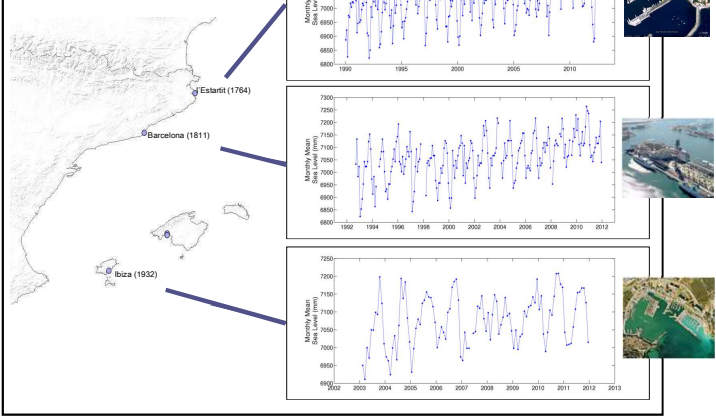 l'Estartit (1764)
Barcelona (1811)
Ibiza (1932)
Monthly
Sea Lev
7000
6950
6900
6850
6800
1990 1995 2000 2005 2010
Monthly Mean
Sea Level (mm)
7300
7250
7200
7150
7100
7050
7000
6950
6900
6850
6800
1992 1994 1996 1998 2000 2002 2004 2006 2008 2010 2012
Monthly Mean
Sea Level (mm)
7250
7200
7150
7100
7050
7000
6950
6900
2002 2003 2004 2005 2006 2007 2008 2009 2010 2011 2012 2013